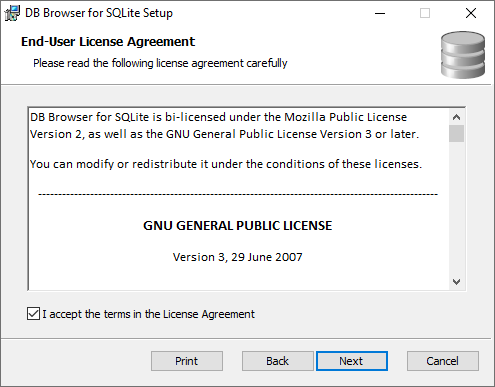 DB Browser for SQLite Setup
End-User License Agreement
Please read the following license agreement carefully
DB Browser for SQLite is bi-licensed under the Mozilla Public License
Version 2, as well as the GNU General Public License Version 3 or later.
You can modify or redistribute it under the conditions of these licenses.
--------------------------------------------------------------------------------
GNU GENERAL PUBLIC LICENSE
Version 3, 29 June 2007
I accept the terms in the License Agreement
Print
Back
Next
Cancel